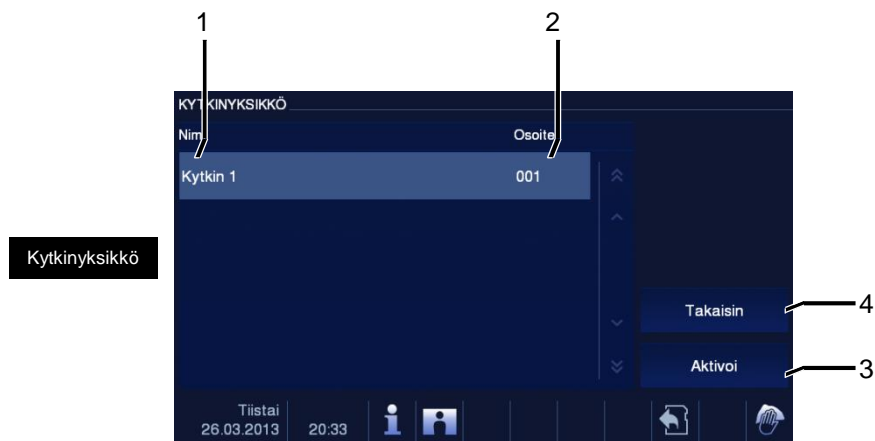 1 2
KYTKINYKSIKKÖ
Nimi Osoite
Kytkin 1 001
Kytkinyksikkö
Takaisin 4
Aktivoi 3
Tiistai
26.03.2013 20:33